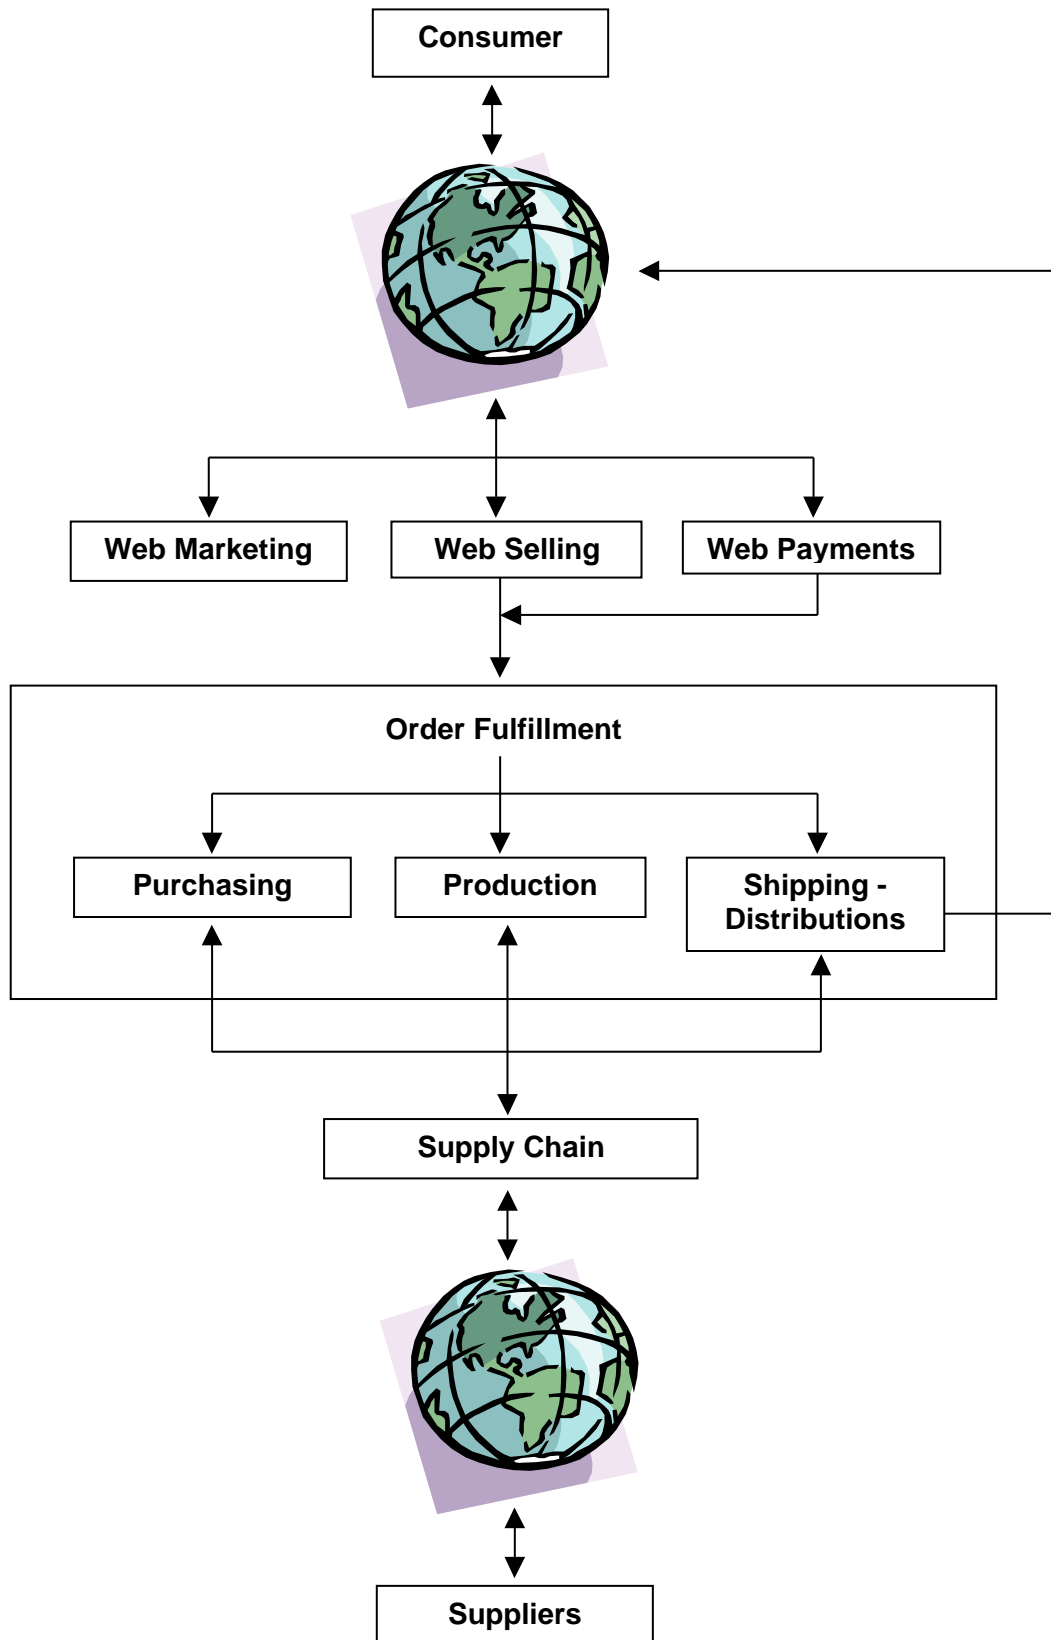 Consumer
Web Marketing
Web Selling
Web Payments
Order Fulfillment
Purchasing
Production
Shipping -
Distributions
Supply Chain
Suppliers